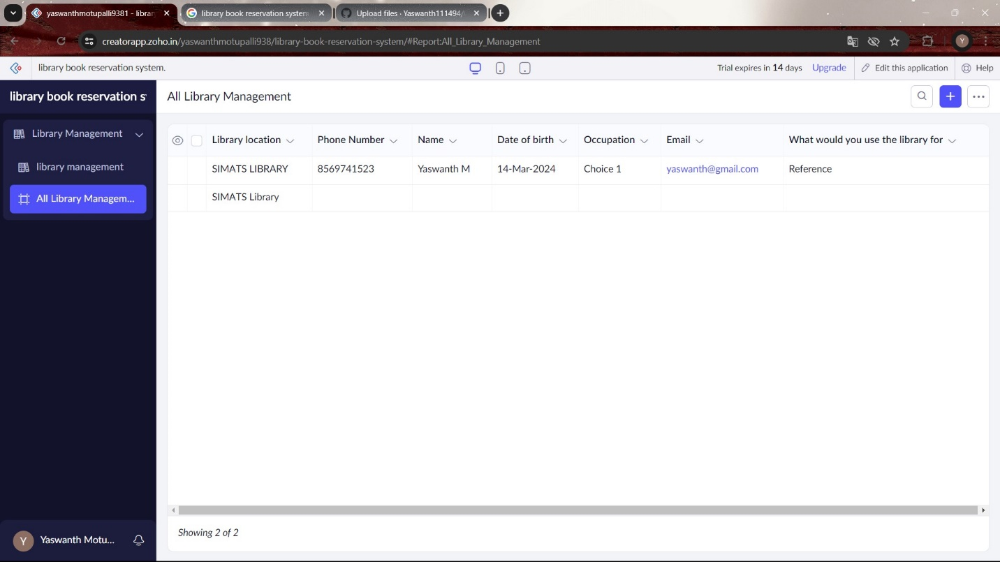 yaswanthmotupalli9381 - librar
library book reservation system
Upload files · Yaswanth111494/l
creatorapp.zoho.in/yaswanthmotupalli938/library-book-reservation-system/#Report:All_Library_Management
Y
library book reservation system.
Trial expires in 14 days Upgrade Edit this application Help
library book reservation s
All Library Management
Library Management
library management
All Library Managem...
Library location Phone Number Name Date of birth Occupation Email What would you use the library for
SIMATS LIBRARY 8569741523 Yaswanth M 14-Mar-2024 Choice 1 yaswanth@gmail.com Reference
SIMATS Library
Showing 2 of 2
Y Yaswanth Motu...